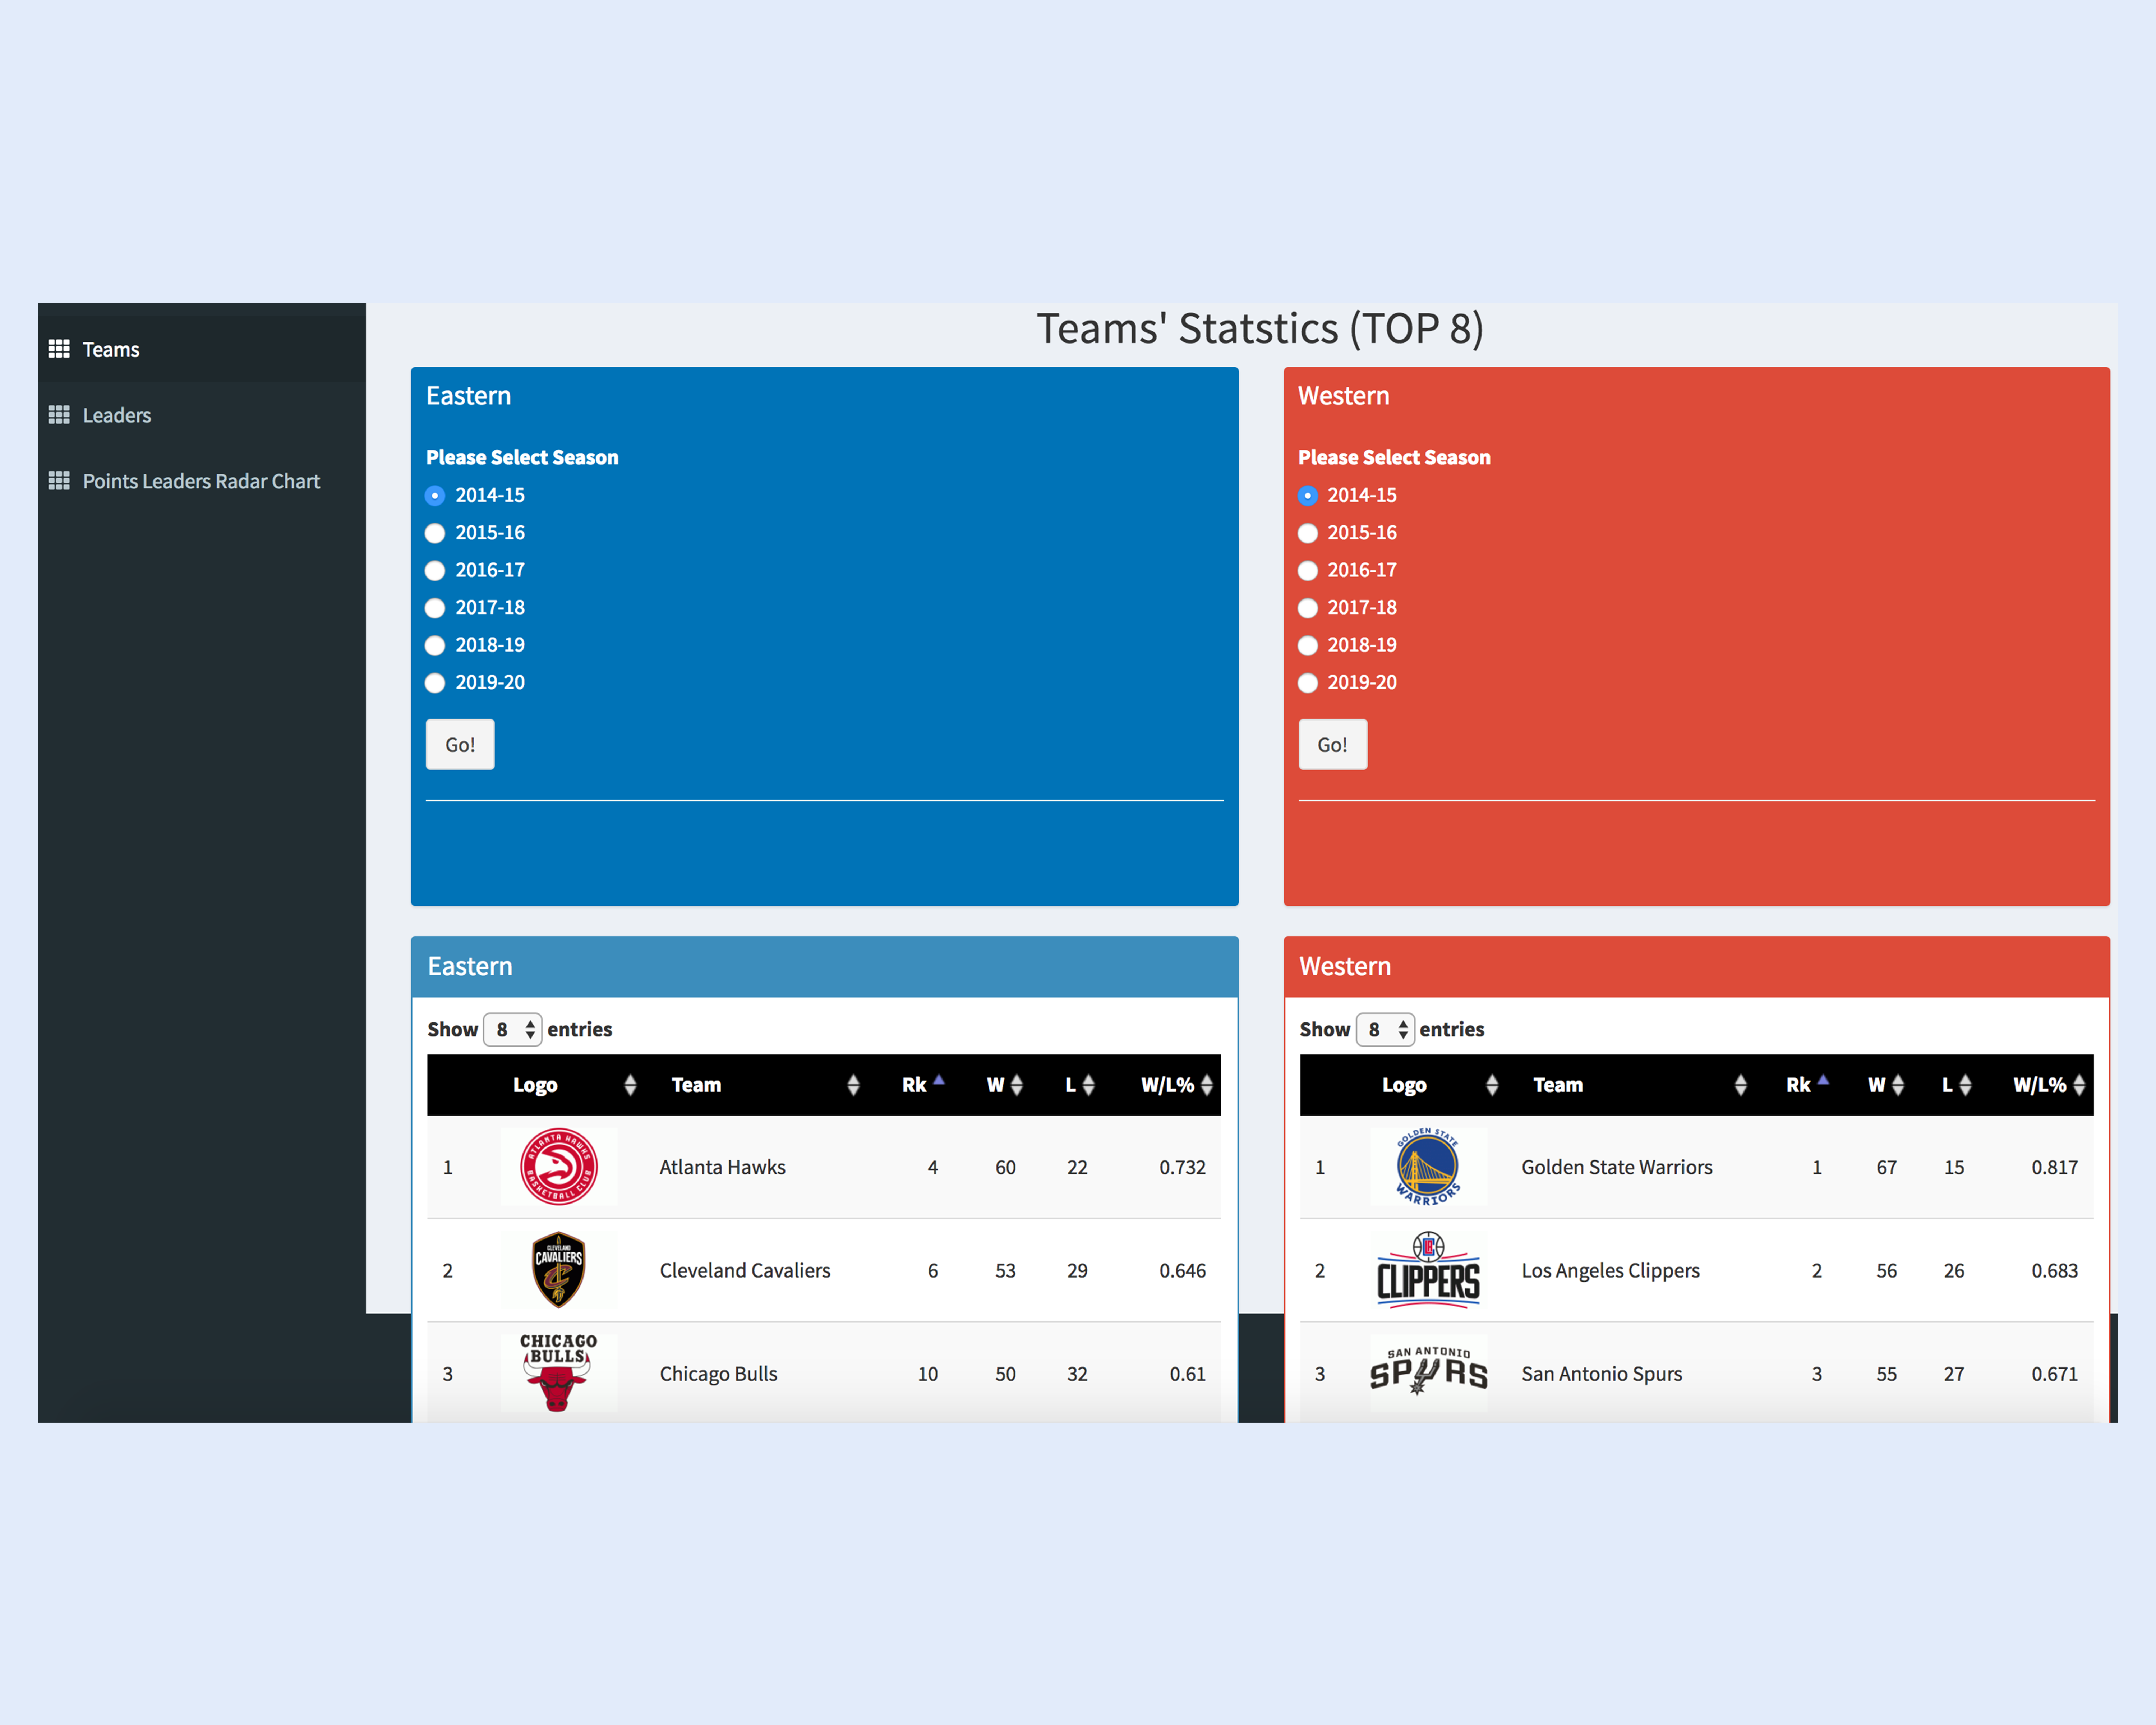 Teams
Leaders
Points Leaders Radar Chart
Teams' Statstics (TOP 8)
Eastern
Please Select Season
2014-15
2015-16
2016-17
2017-18
2018-19
2019-20
Go!
Western
Please Select Season
2014-15
2015-16
2016-17
2017-18
2018-19
2019-20
Go!
Eastern
Show 8 entries
Logo Team Rk W L W/L%
1 ATLANTA HAWKS BASKETBALL CLUB Atlanta Hawks 4 60 22 0.732
2 CLEVELAND CAVALIERS Cleveland Cavaliers 6 53 29 0.646
3 CHICAGO BULLS Chicago Bulls 10 50 32 0.61
Western
Show 8 entries
Logo Team Rk W L W/L%
1 GOLDEN STATE WARRIORS Golden State Warriors 1 67 15 0.817
2 CLIPPERS Los Angeles Clippers 2 56 26 0.683
3 SAN ANTONIO SPURS San Antonio Spurs 3 55 27 0.671